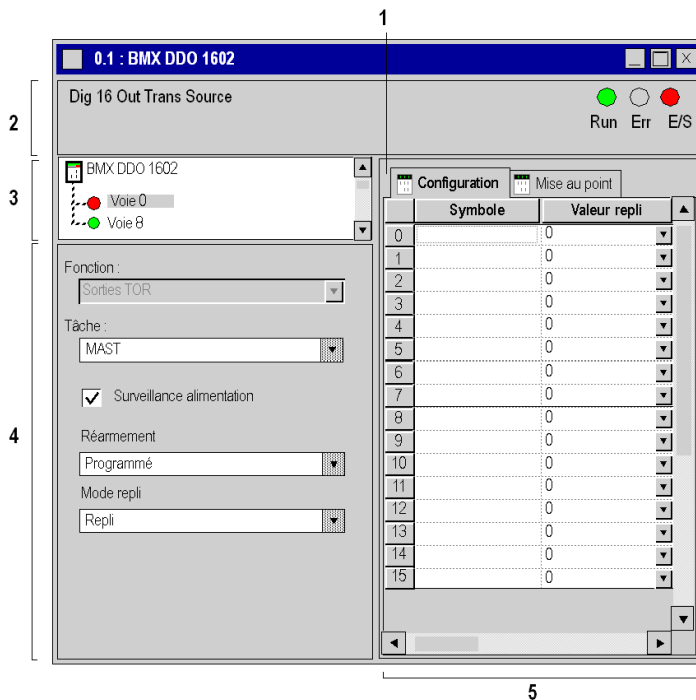 1
0.1 : BMX DDO 1602
X
2
Dig 16 Out Trans Source
Run Err E/S
3
BMX DDO 1602
Voie 0
Voie 8
Configuration Mise au point
Symbole Valeur repli
0 0
1 0
2 0
3 0
4 0
5 0
6 0
7 0
8 0
9 0
10 0
11 0
12 0
13 0
14 0
15 0
4
Fonction :
Sorties TOR
Tâche :
MAST
Surveillance alimentation
Réarmement
Programmé
Mode repli
Repli
5